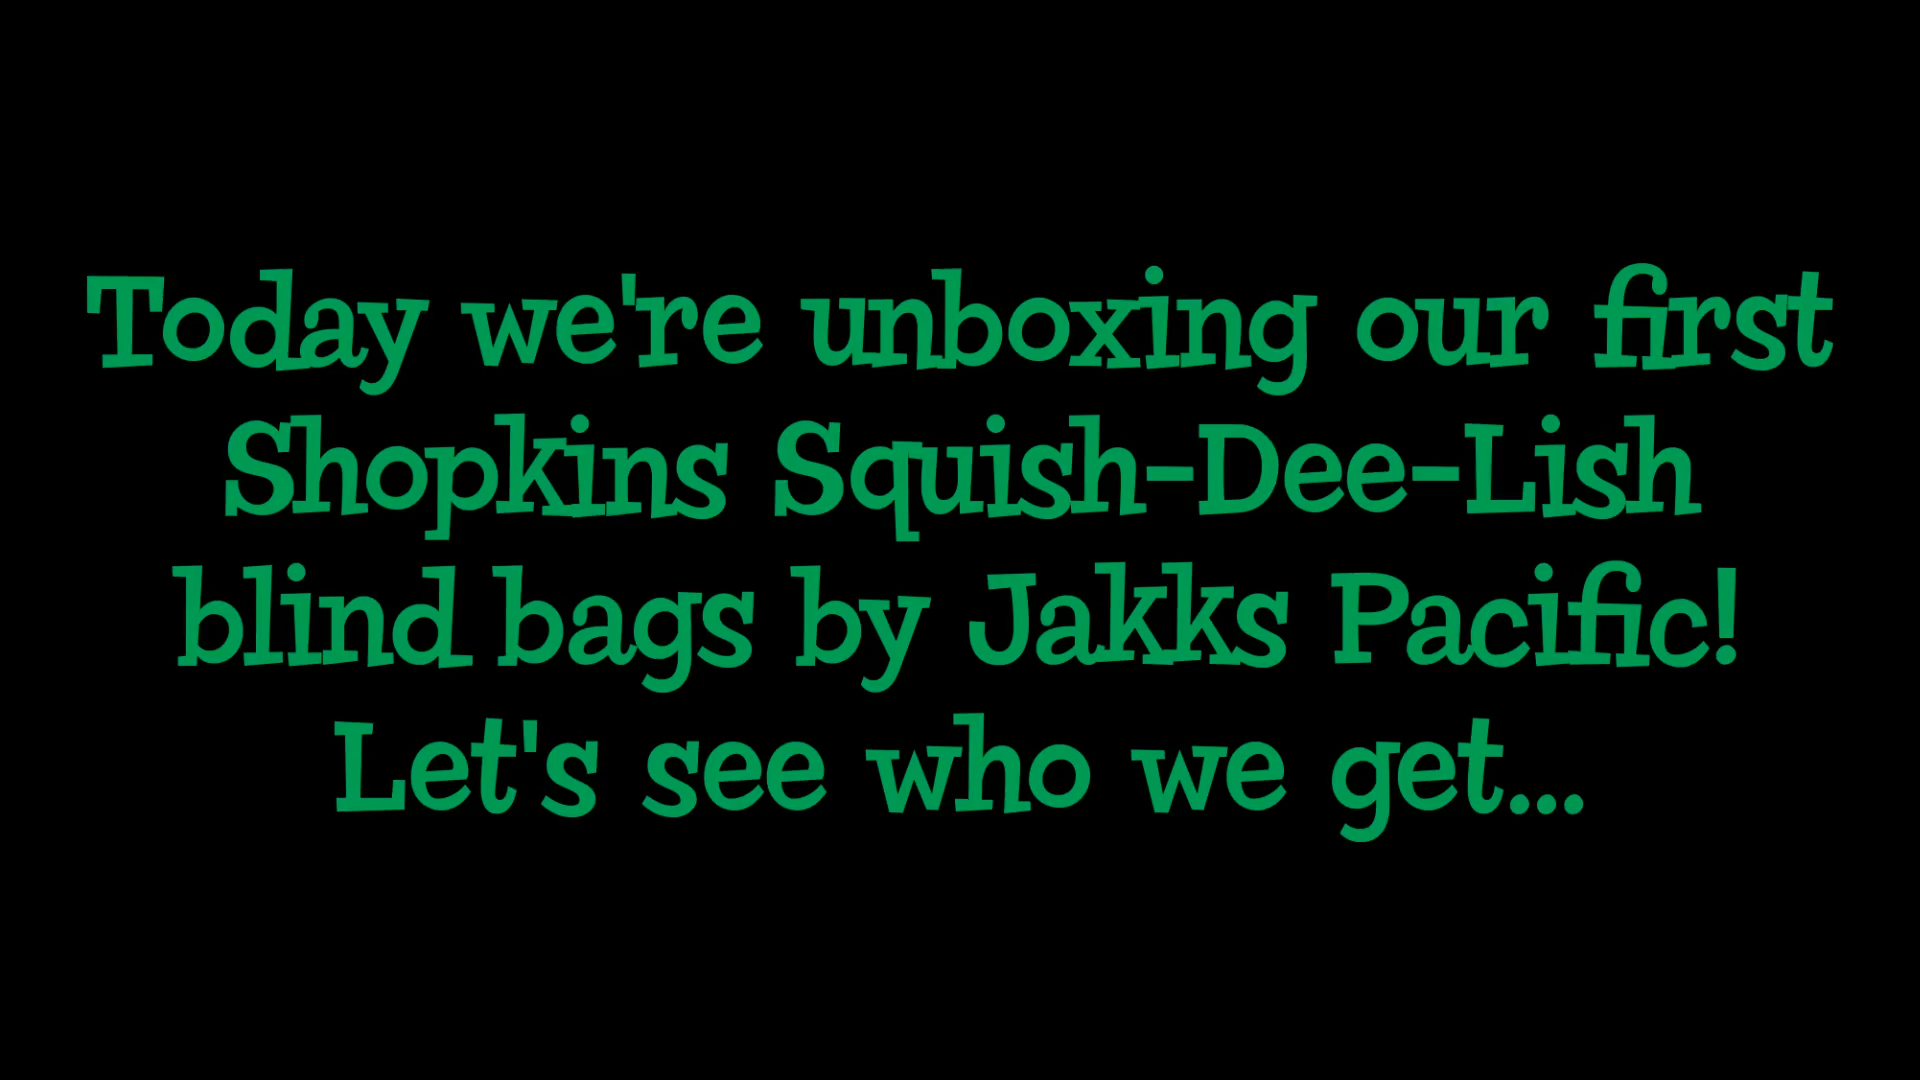 Today we're unboxing our first
Shopkins Squish-Dee-Lish
blind bags by Jakks Pacific!
Let's see who we get...